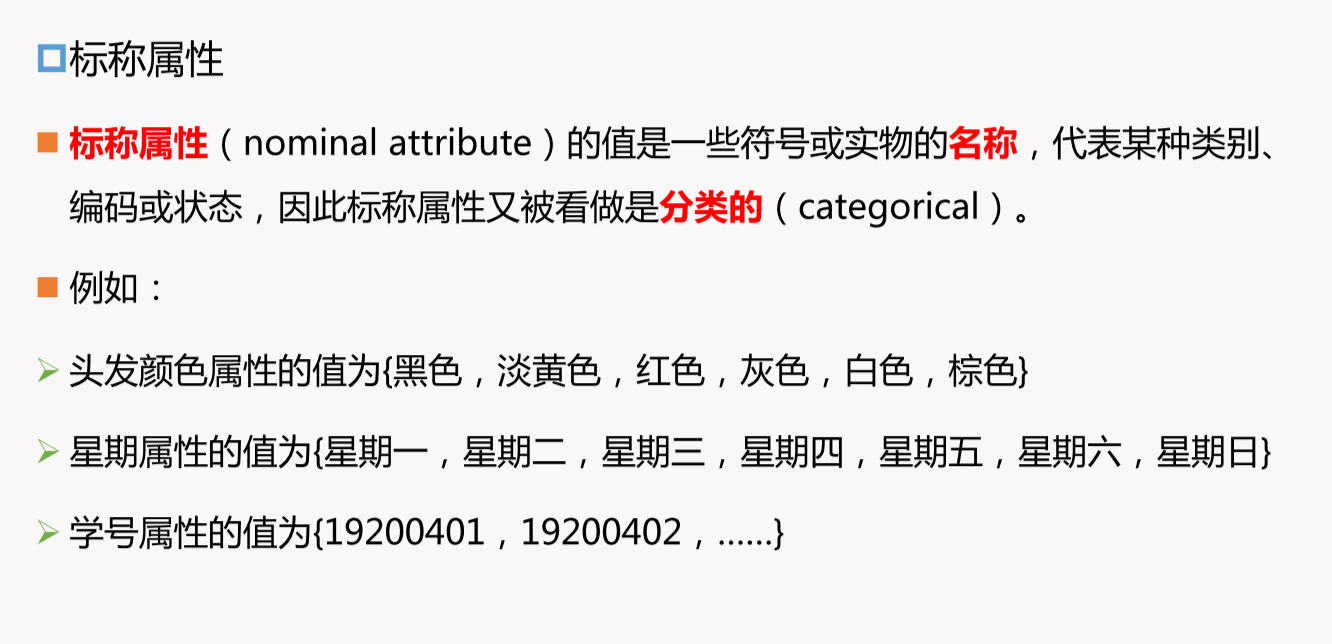 标称属性
标称属性（nominal attribute）的值是一些符号或实物的名称，代表某种类别、
编码或状态，因此标称属性又被看做是分类的（categorical）。
例如：
头发颜色属性的值为{黑色，淡黄色，红色，灰色，白色，棕色}
星期属性的值为{星期一，星期二，星期三，星期四，星期五，星期六，星期日}
学号属性的值为{19200401，19200402，……}